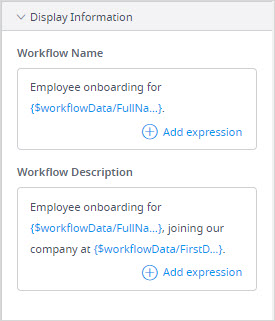 Display Information
Workflow Name
Employee onboarding for
{$workflowData/FullNa...}.
Add expression
Workflow Description
Employee onboarding for
{$workflowData/FullNa...}, joining our
company at {$workflowData/FirstD...}.
Add expression